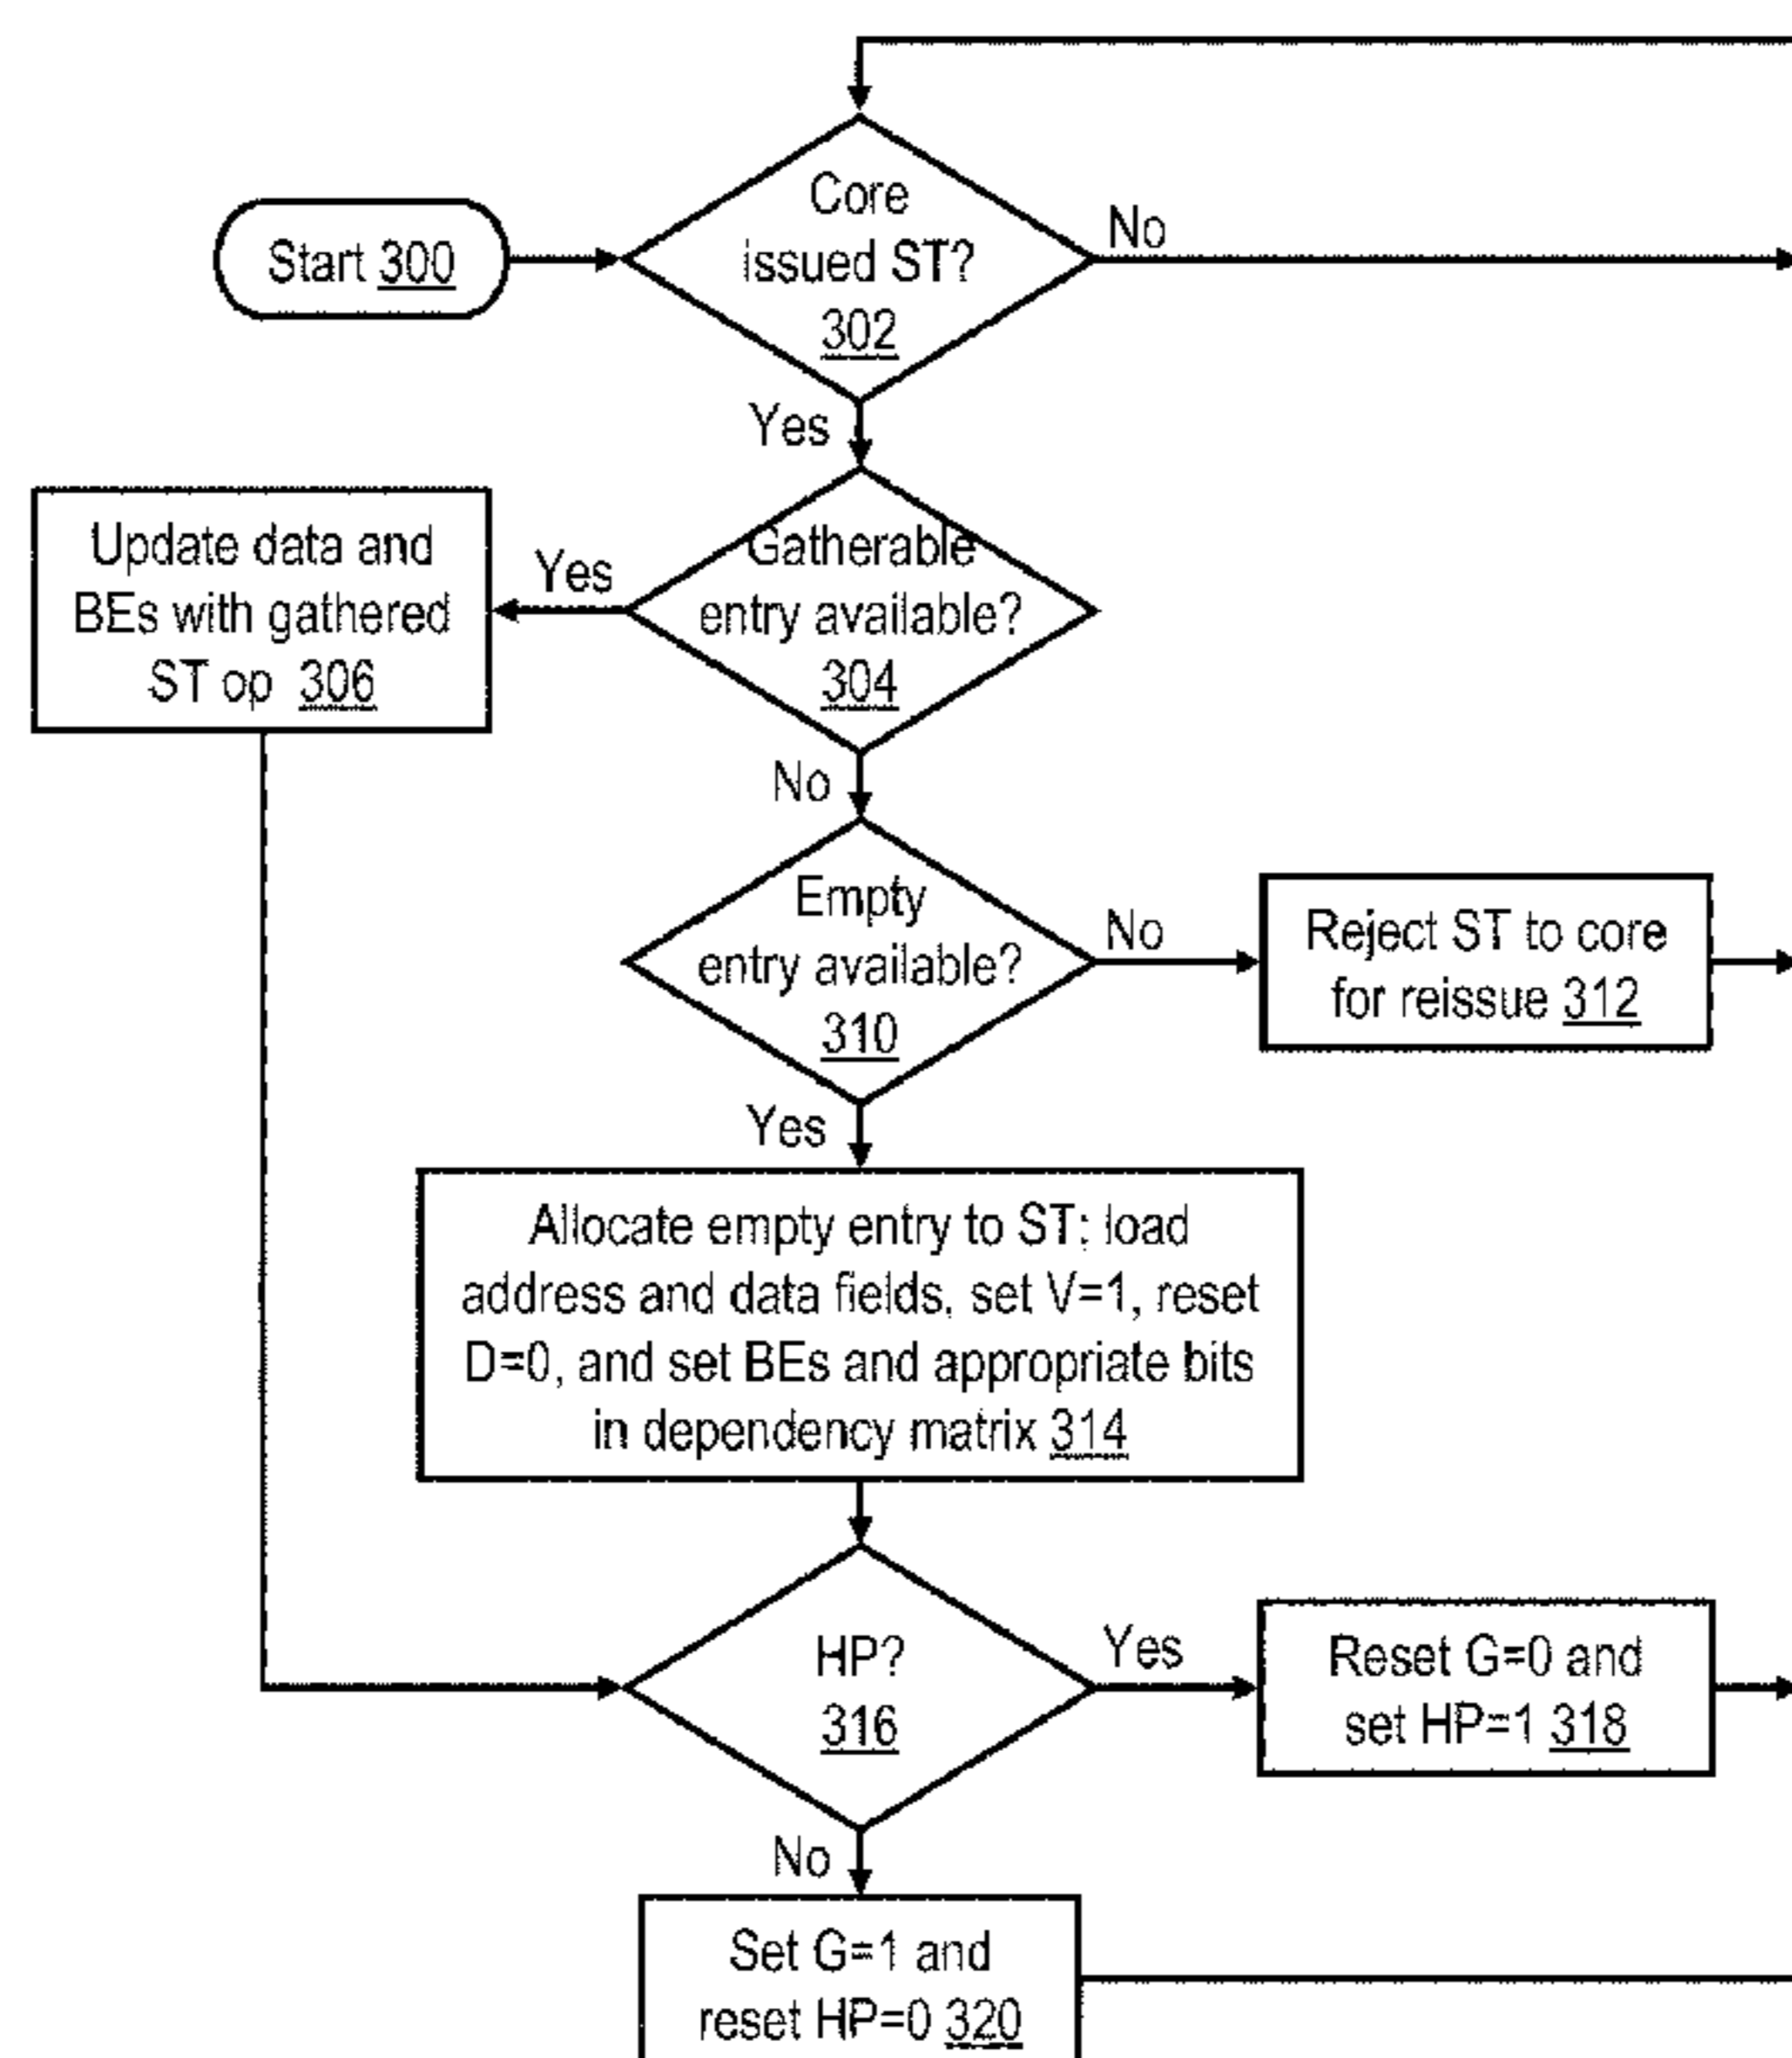 Core
issued ST?
302
Start 300
No
Yes
Gatherable
entry available?
304
Yes
Update data and
BEs with gathered
ST op 306
No
Empty
entry available?
310
No
Reject ST to core
for reissue 312
Yes
Allocate empty entry to ST: load
address and data fields, set V=1, reset
D=0, and set BEs and appropriate bits
in dependency matrix 314
HP?
316
Yes
Reset G=0 and
set HP=1 318
No
Set G=1 and
reset HP=0 320